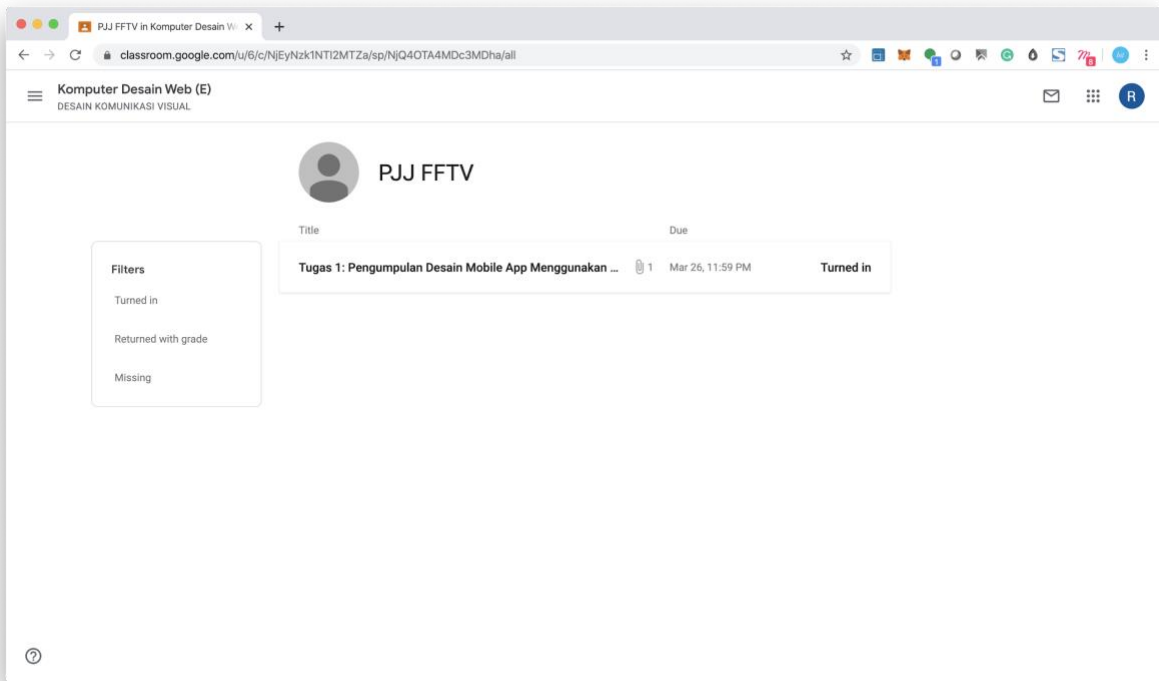 PJJ FFTV in Komputer Desain W
classroom.google.com/u/6/c/NjEyNzk1NTI2MTZa/sp/NjQ4OTA4MDc3MDha/all
1
8
Komputer Desain Web (E)
DESAIN KOMUNIKASI VISUAL
R
PJJ FFTV
Title Due
Filters
Turned in
Returned with grade
Missing
Tugas 1: Pengumpulan Desain Mobile App Menggunakan ... 1 Mar 26, 11:59 PM Turned in